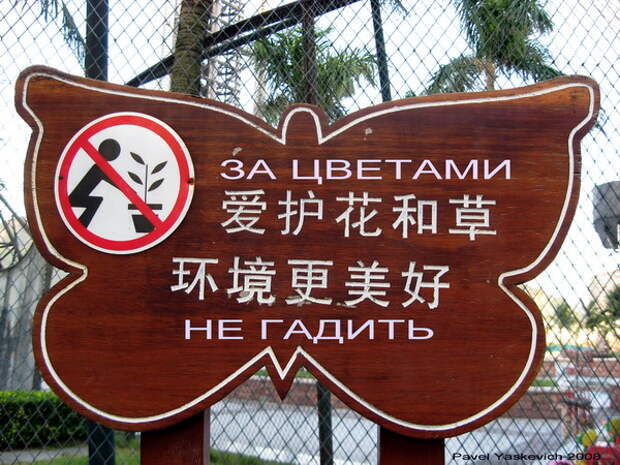 ЗА ЦВЕТАМИ
爱护花和草
环境更美好
НЕ ГАДИТЬ
Pavel Yaskevich 2008